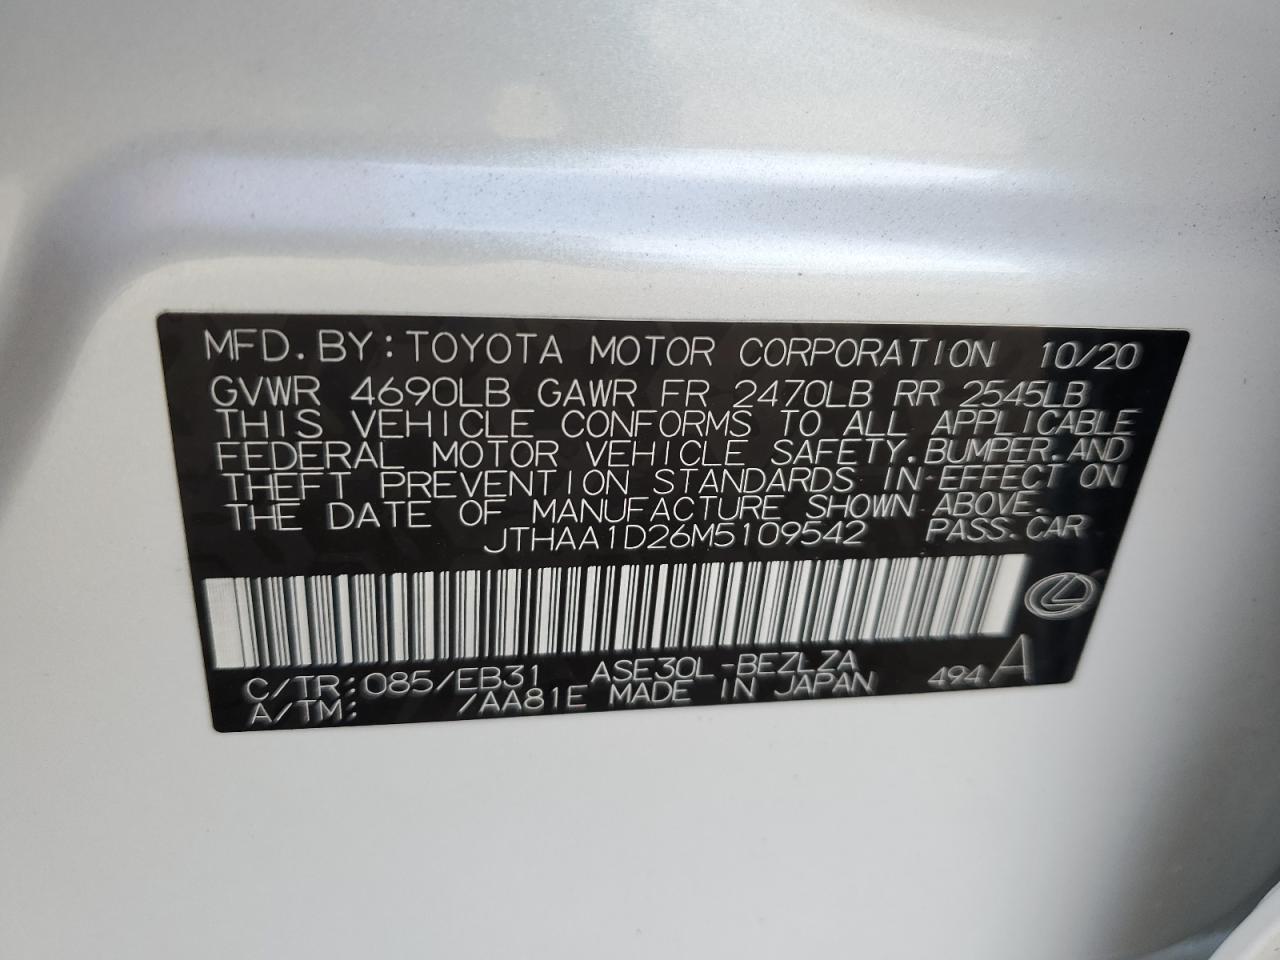 MFD.BY:TOYOTA MOTOR CORPORATION 10/20
GVWR 4690LB GAWR FR 2470LB RR 2545LB
THIS VEHICLE CONFORMS TO ALL APPLICABLE
FEDERAL MOTOR VEHICLE SAFETY,BUMPER,AND
THEFT PREVENTION STANDARDS IN EFFECT ON
THE DATE OF MANUFACTURE SHOWN ABOVE.
JTHAA1D26M5109542 PASS.CAR
C/TR:085/EB31 ASE30L-BEZLZA 494 A
A/TM: /AA81E MADE IN JAPAN